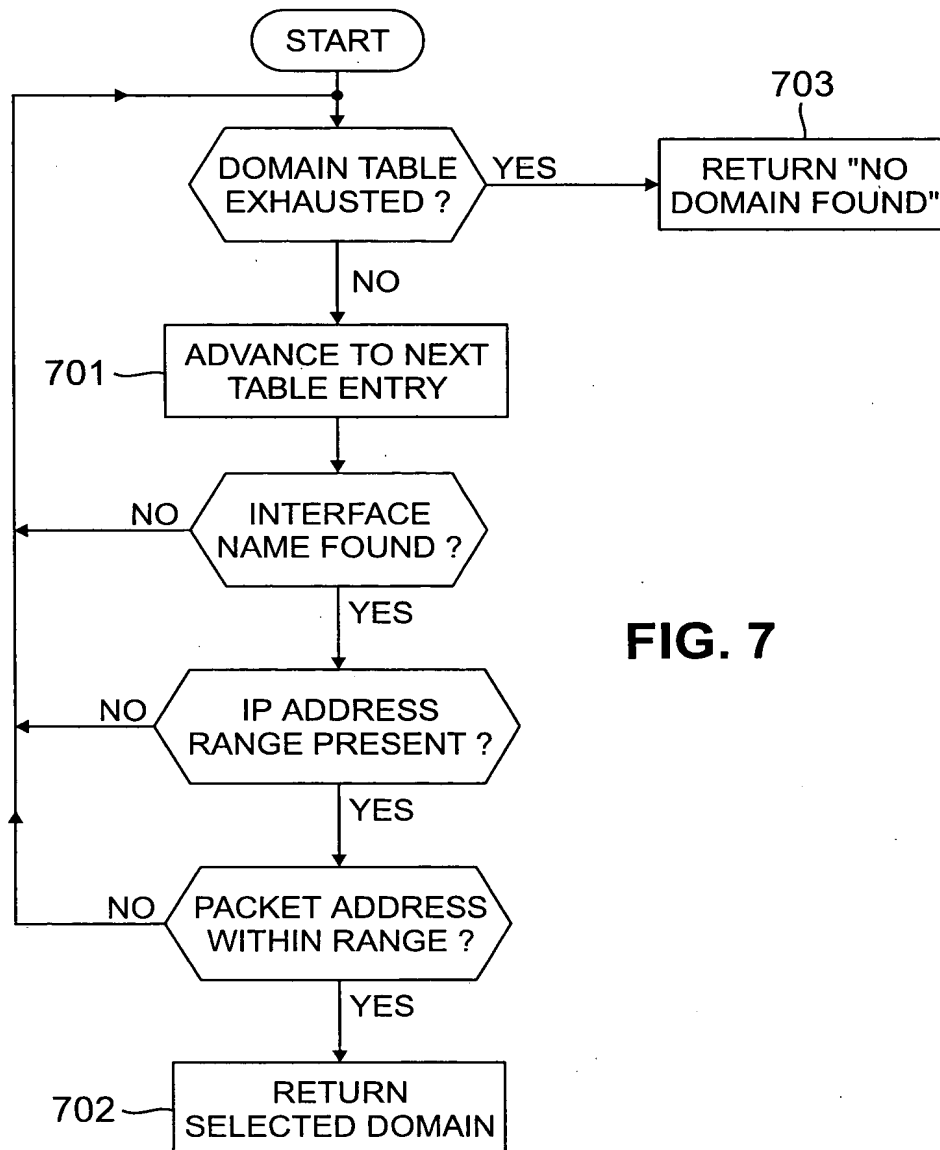 START
703
DOMAIN TABLE
EXHAUSTED ?
YES
RETURN "NO
DOMAIN FOUND"
NO
701
ADVANCE TO NEXT
TABLE ENTRY
NO
INTERFACE
NAME FOUND ?
YES
FIG. 7
NO
IP ADDRESS
RANGE PRESENT ?
YES
NO
PACKET ADDRESS
WITHIN RANGE ?
YES
702
RETURN
SELECTED DOMAIN